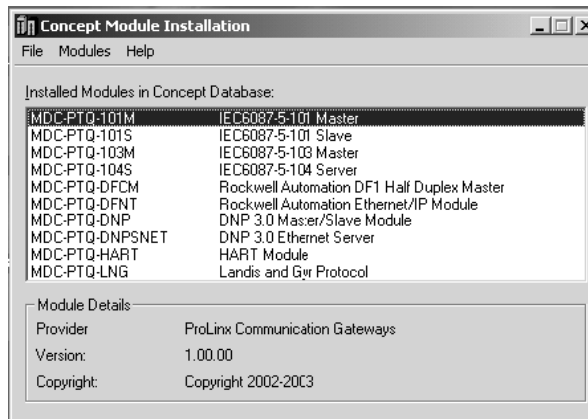 Concept Module Installation
File Modules Help
Installed Modules in Concept Database:
MDC-PTQ-101M IEC6087-5-101 Master
MDC-PTQ-101S IEC6087-5-101 Slave
MDC-PTQ-103M IEC6087-5-103 Master
MDC-PTQ-104S IEC6087-5-104 Server
MDC-PTQ-DFCM Rockwell Automation DF1 Half Duplex Master
MDC-PTQ-DFNT Rockwell Automation Ethernet/IP Module
MDC-PTQ-DNP DNP 3.0 Master/Slave Module
MDC-PTQ-DNPSNET DNP 3.0 Ethernet Server
MDC-PTQ-HART HART Module
MDC-PTQ-LNG Landis and Gyr Protocol
Module Details
Provider ProLinx Communication Gateways
Version: 1.00.00
Copyright: Copyright 2002-2003